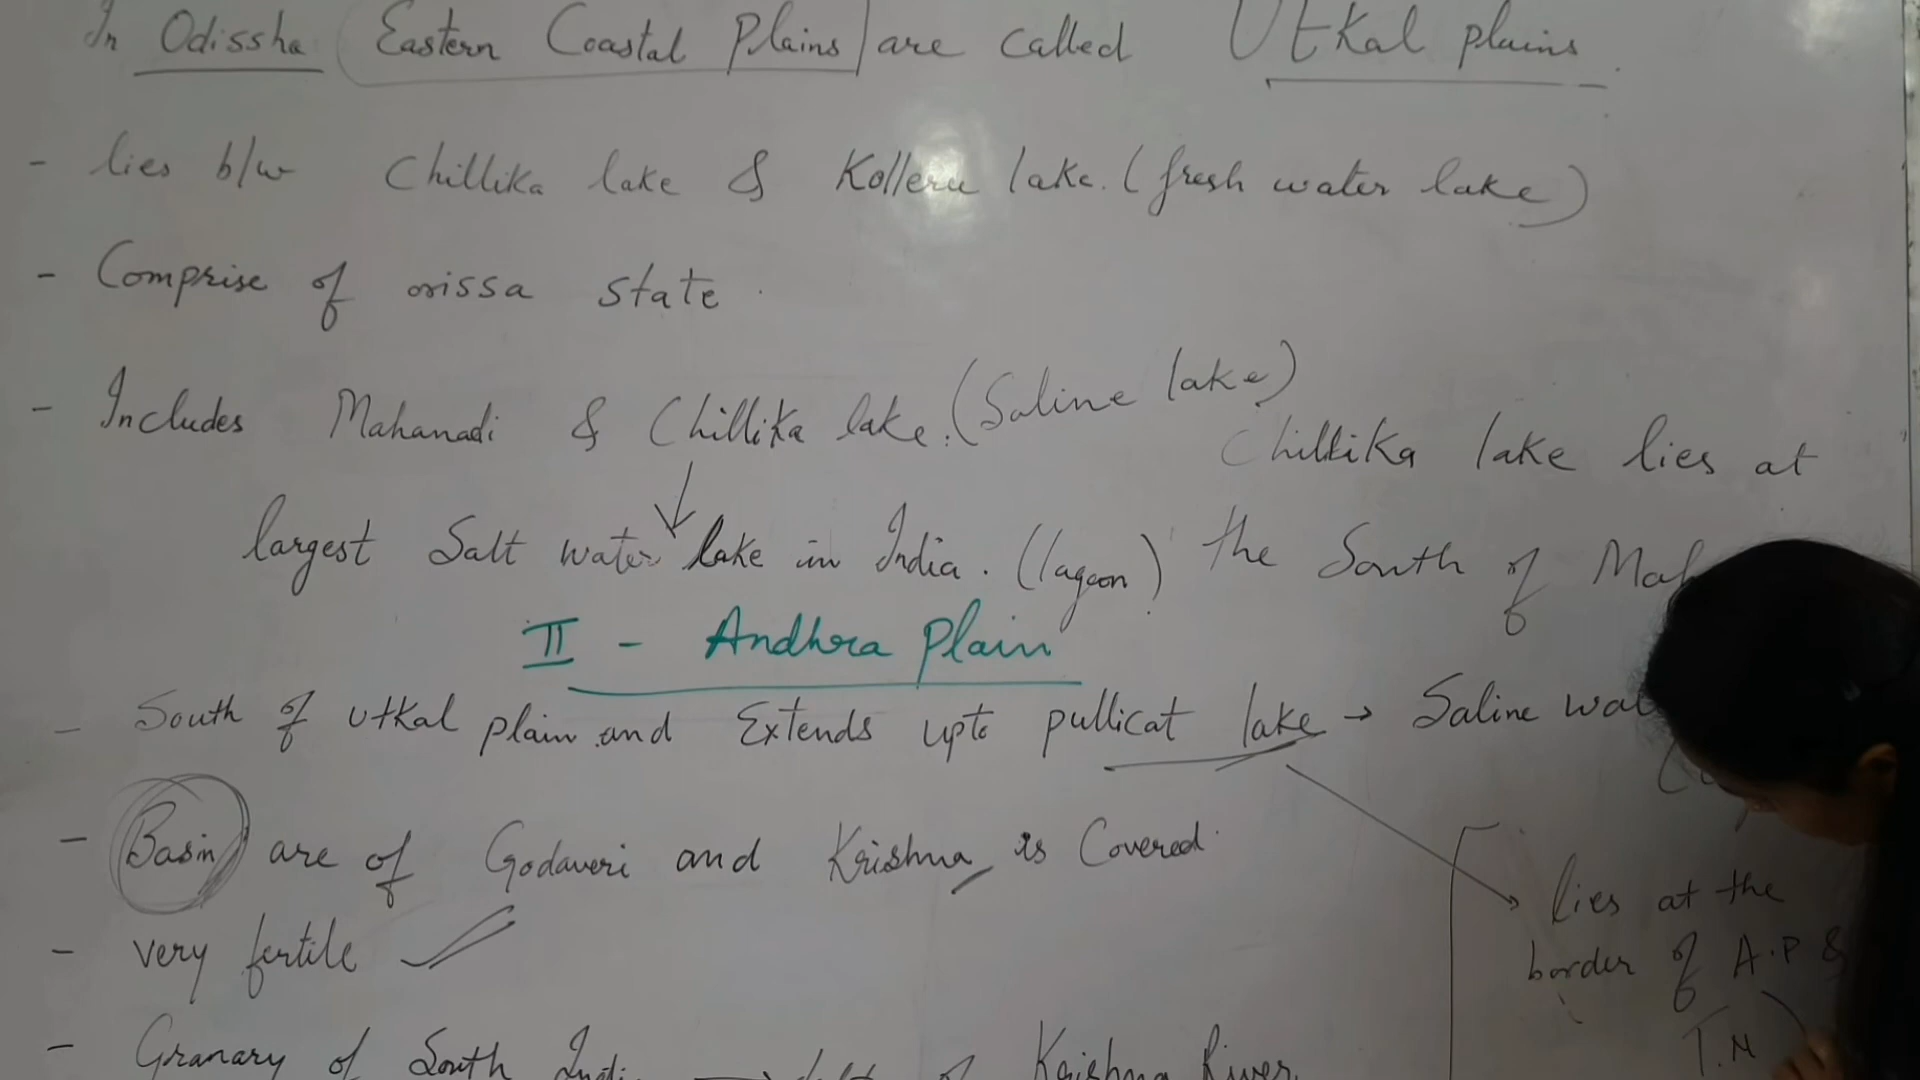 In Odissha Eastern Coastal Plains are called Utkal plains.
- lies b/w Chillika lake & Kolleru lake. (fresh water lake)
- Comprise of orissa state.
- Includes Mahanadi & Chillika lake. (Saline lake)
largest Salt water lake in India. (lagoon)
Chillika lake lies at
the South of
II - Andhra Plain
- South of Utkal plain and Extends upto pullicat lake → Saline
- Basin are of Godaveri and Krishna is Covered.
- very fertile
- Granary of South → of Krishna River.
lies at the
border of A.P &
T.N